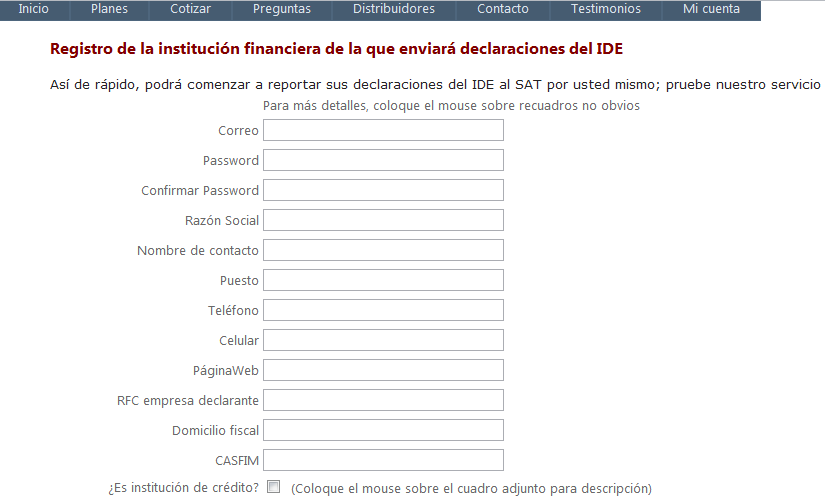 Inicio Planes Cotizar Preguntas Distribuidores Contacto Testimonios Mi cuenta
Registro de la institución financiera de la que enviará declaraciones del IDE
Así de rápido, podrá comenzar a reportar sus declaraciones del IDE al SAT por usted mismo; pruebe nuestro servicio
Para más detalles, coloque el mouse sobre recuadros no obvios
Correo
Password
Confirmar Password
Razón Social
Nombre de contacto
Puesto
Teléfono
Celular
PáginaWeb
RFC empresa declarante
Domicilio fiscal
CASFIM
¿Es institución de crédito? (Coloque el mouse sobre el cuadro adjunto para descripción)